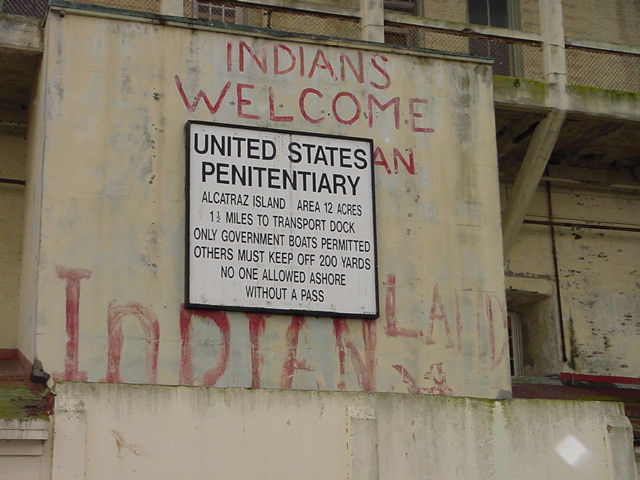 INDIANS
WELCOME
AN
UNITED STATES
PENITENTIARY
ALCATRAZ ISLAND AREA 12 ACRES
1½ MILES TO TRANSPORT DOCK
ONLY GOVERNMENT BOATS PERMITTED
OTHERS MUST KEEP OFF 200 YARDS
NO ONE ALLOWED ASHORE
WITHOUT A PASS
INDIAN LAND